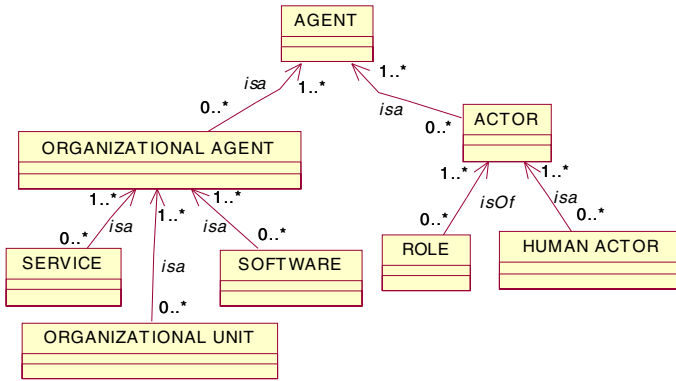 AGENT
isa
1..*
1..*
0..*
isa
0..*
ACTOR
ORGANIZATIONAL AGENT
1..*
1..*
1..*
1..*
1..*
isa
isa
isOf
isa
0..*
isa
0..*
0..*
0..*
SERVICE
SOFTWARE
ROLE
HUMAN ACTOR
0..*
ORGANIZATIONAL UNIT